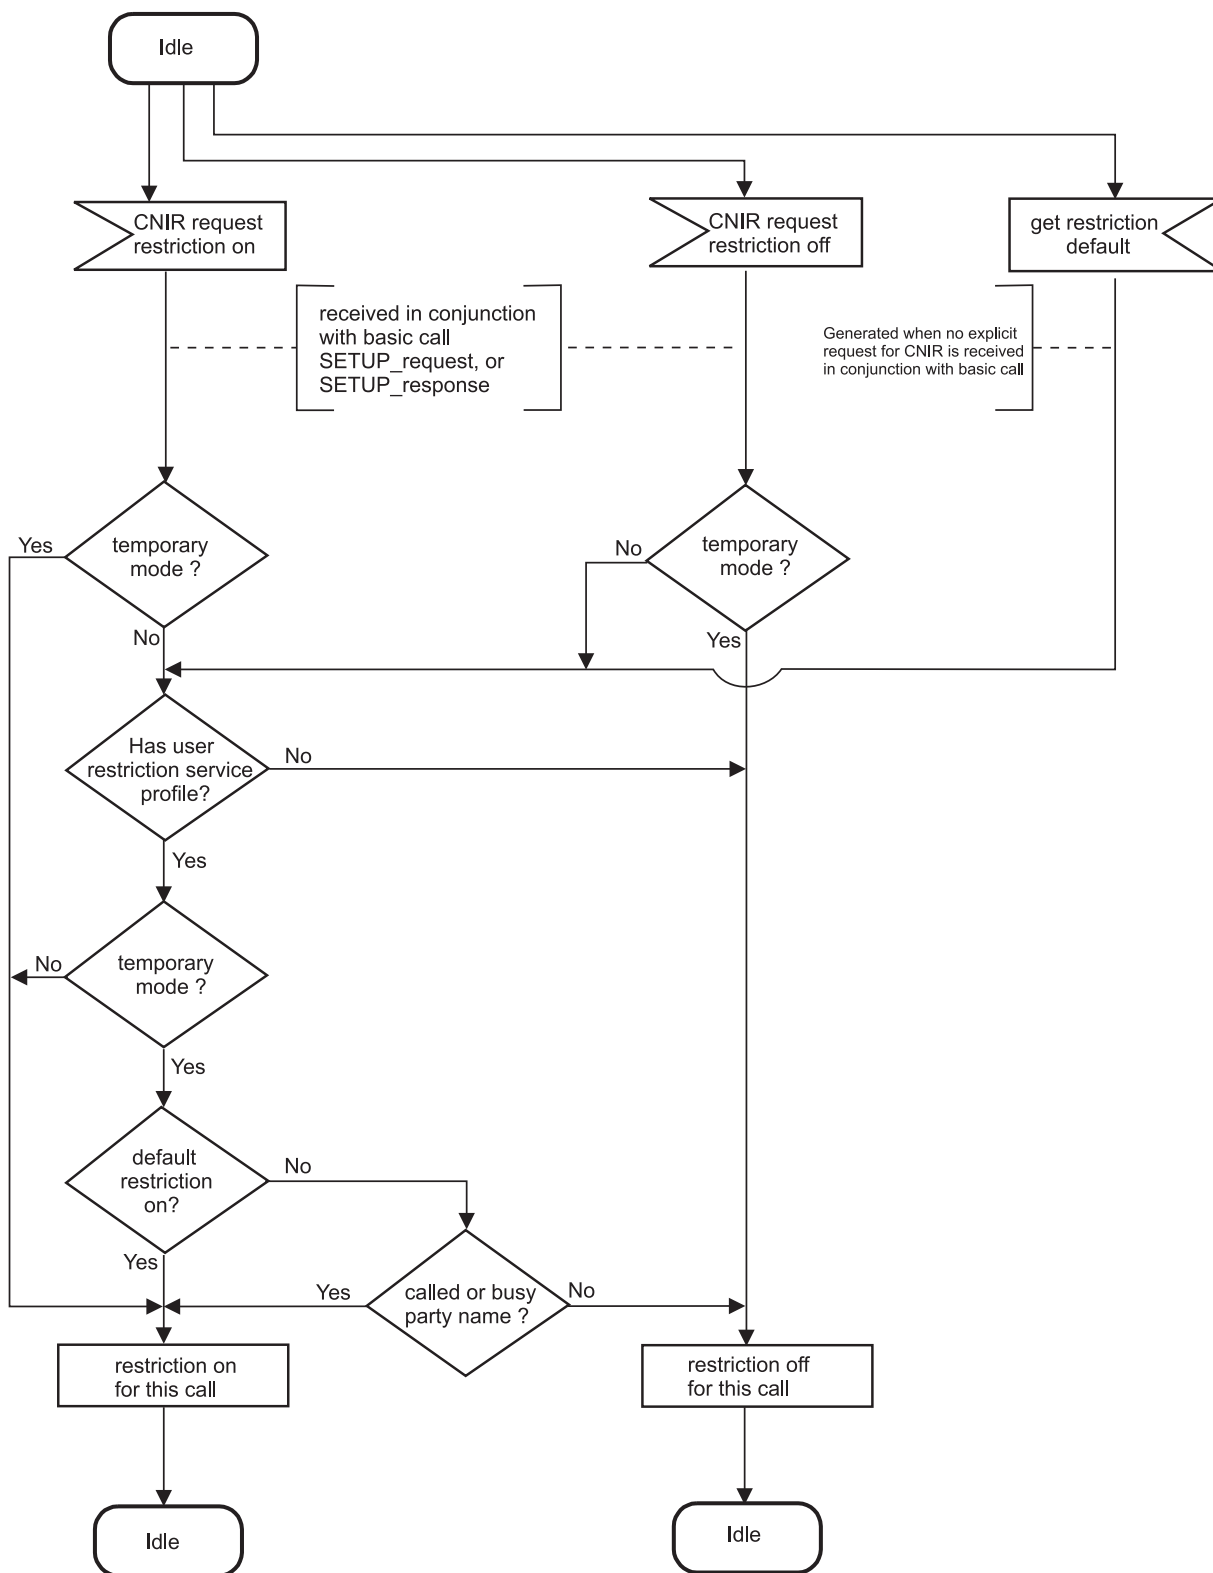 Idle
CNIR request
restriction on
CNIR request
restriction off
get restriction
default
received in conjunction
with basic call
SETUP_request, or
SETUP_response
Generated when no explicit
request for CNIR is received
in conjunction with basic call
Yes
temporary
mode ?
No
No
temporary
mode ?
Yes
Has user
restriction service
profile?
No
Yes
No
temporary
mode ?
Yes
default
restriction
on?
No
Yes
Yes
called or busy
party name ?
No
restriction on
for this call
restriction off
for this call
Idle
Idle